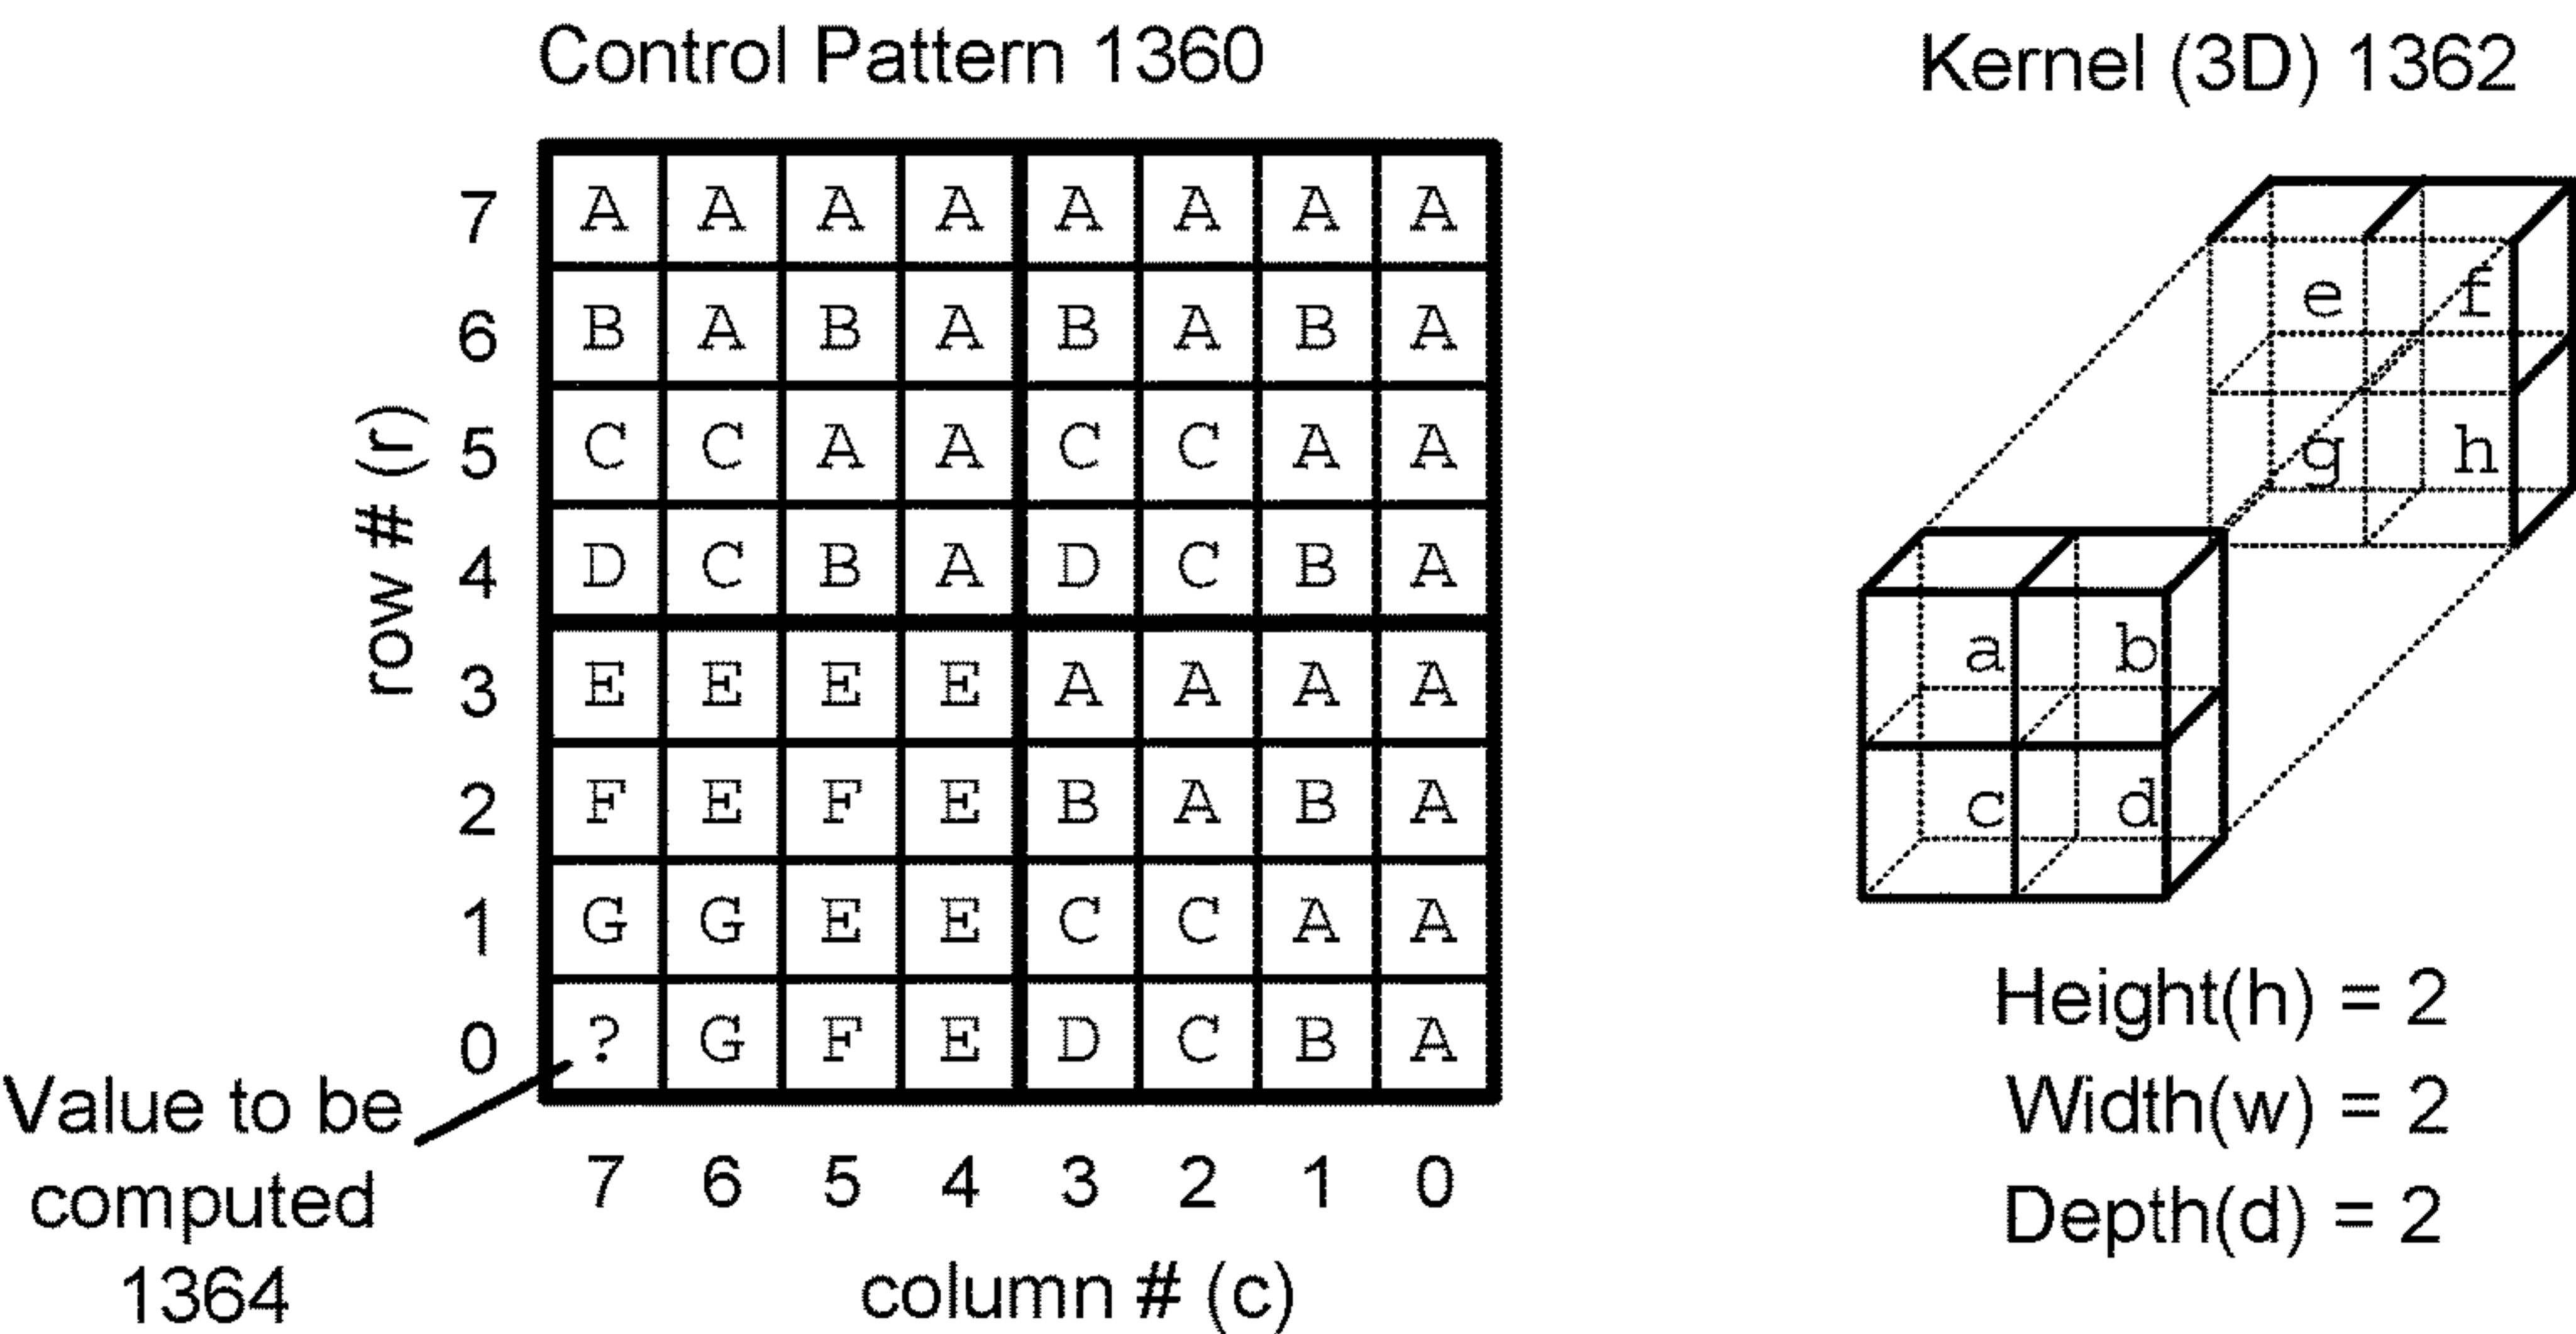 Control Pattern 1360
Kernel (3D) 1362
row # (r)
7 A A A A A A A A
6 B A B A B A B A
5 C C A A C C A A
4 D C B A D C B A
3 E E E E A A A A
2 F E F E B A B A
1 G G E E C C A A
0 ? G F E D C B A
7 6 5 4 3 2 1 0
column # (c)
Value to be
computed
1364
e f
g h
a b
c d
Height(h) = 2
Width(w) = 2
Depth(d) = 2